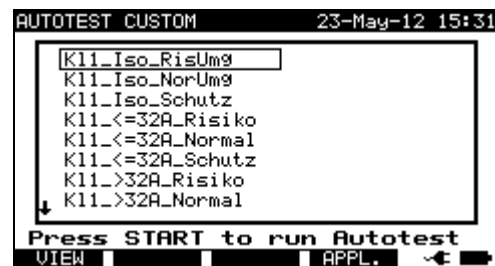 AUTOTEST CUSTOM 23-May-12 15:31
Kl1_Iso_RisUmg
Kl1_Iso_NorUmg
Kl1_Iso_Schutz
Kl1_<=32A_Risiko
Kl1_<=32A_Normal
Kl1_<=32A_Schutz
Kl1_>32A_Risiko
Kl1_>32A_Normal
Press START to run Autotest
VIEW APPL.